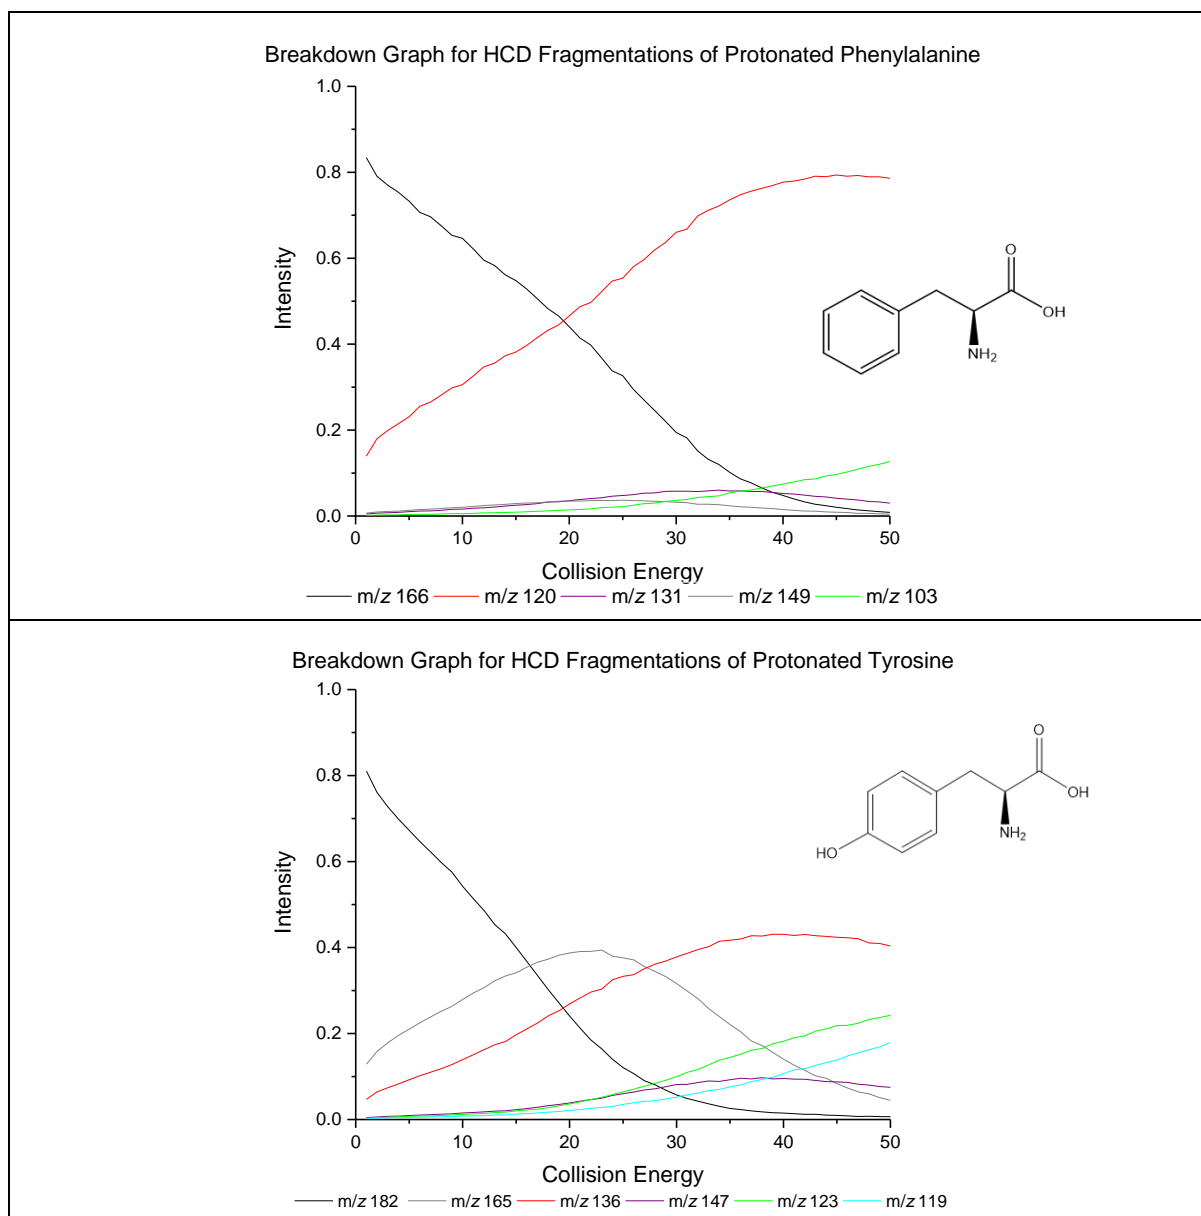 Breakdown Graph for HCD Fragmentations of Protonated Phenylalanine
1.0
0.8
0.6
0.4
0.2
0.0
Intensity
0 10 20 30 40 50
Collision Energy
O
OH
NH2
m/z 166 m/z 120 m/z 131 m/z 149 m/z 103
Breakdown Graph for HCD Fragmentations of Protonated Tyrosine
1.0
0.8
0.6
0.4
0.2
0.0
Intensity
0 10 20 30 40 50
Collision Energy
O
OH
NH2
HO
m/z 182 m/z 165 m/z 136 m/z 147 m/z 123 m/z 119